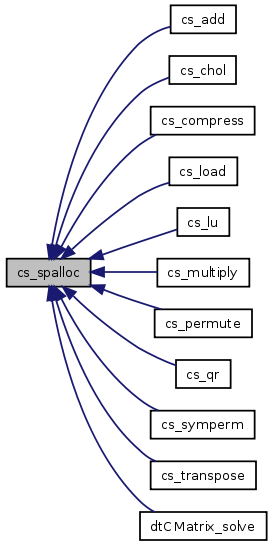 cs_add
cs_chol
cs_compress
cs_load
cs_lu
cs_spalloc
cs_multiply
cs_permute
cs_qr
cs_symperm
cs_transpose
dtCMatrix_solve